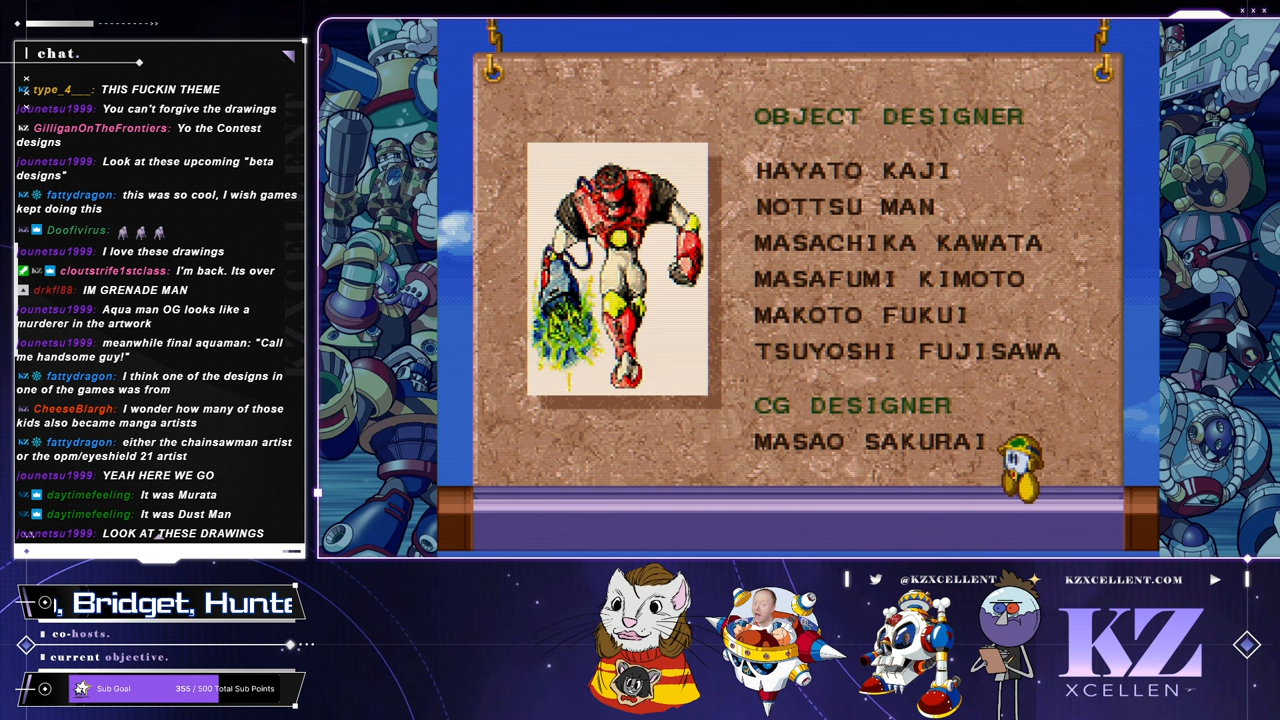 chat.
type_4___: THIS FUCKIN THEME
jounetsu1999: You can't forgive the drawings
GilliganOnTheFrontiers: Yo the Contest
designs
jounetsu1999: Look at these upcoming "beta
designs"
fattydragon: this was so cool, I wish games
kept doing this
Doofivirus:
jounetsu1999: I love these drawings
cloutstrife1stclass: I'm back. Its over
drkfl88: IM GRENADE MAN
jounetsu1999: Aqua man OG looks like a
murderer in the artwork
jounetsu1999: meanwhile final aquaman: "Call
me handsome guy!"
fattydragon: I think one of the designs in
one of the games was from
CheeseBlargh: I wonder how many of those
kids also became manga artists
fattydragon: either the chainsawman artist
or the opm/eyeshield 21 artist
jounetsu1999: YEAH HERE WE GO
daytimefeeling: It was Murata
daytimefeeling: It was Dust Man
jounetsu1999: LOOK AT THESE DRAWINGS
OBJECT DESIGNER
HAYATO KAJI
NOTTSU MAN
MASACHIKA KAWATA
MASAFUMI KIMOTO
MAKOTO FUKUI
TSUYOSHI FUJISAWA
CG DESIGNER
MASAO SAKURAI
, Bridget, Hunte
co-hosts.
current objective.
Sub Goal 355 / 500 Total Sub Points
@KZXCELLENT
KZXCELLENT.COM
KZ
XCELLEN